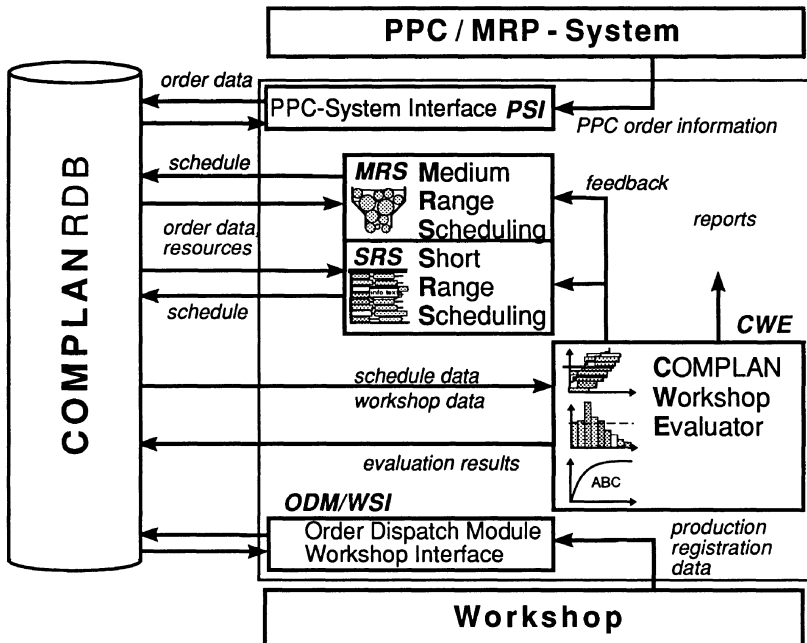 PPC / MRP - System
order data
PPC-System Interface PSI
PPC order information
COMPLAN RDB
schedule
MRS Medium
Range
Scheduling
feedback
reports
order data,
resources
SRS Short
Range
Scheduling
schedule
CWE
COMPLAN
Workshop
Evaluator
ABC
schedule data
workshop data
evaluation results
ODM/WSI
Order Dispatch Module
Workshop Interface
production
registration
data
Workshop